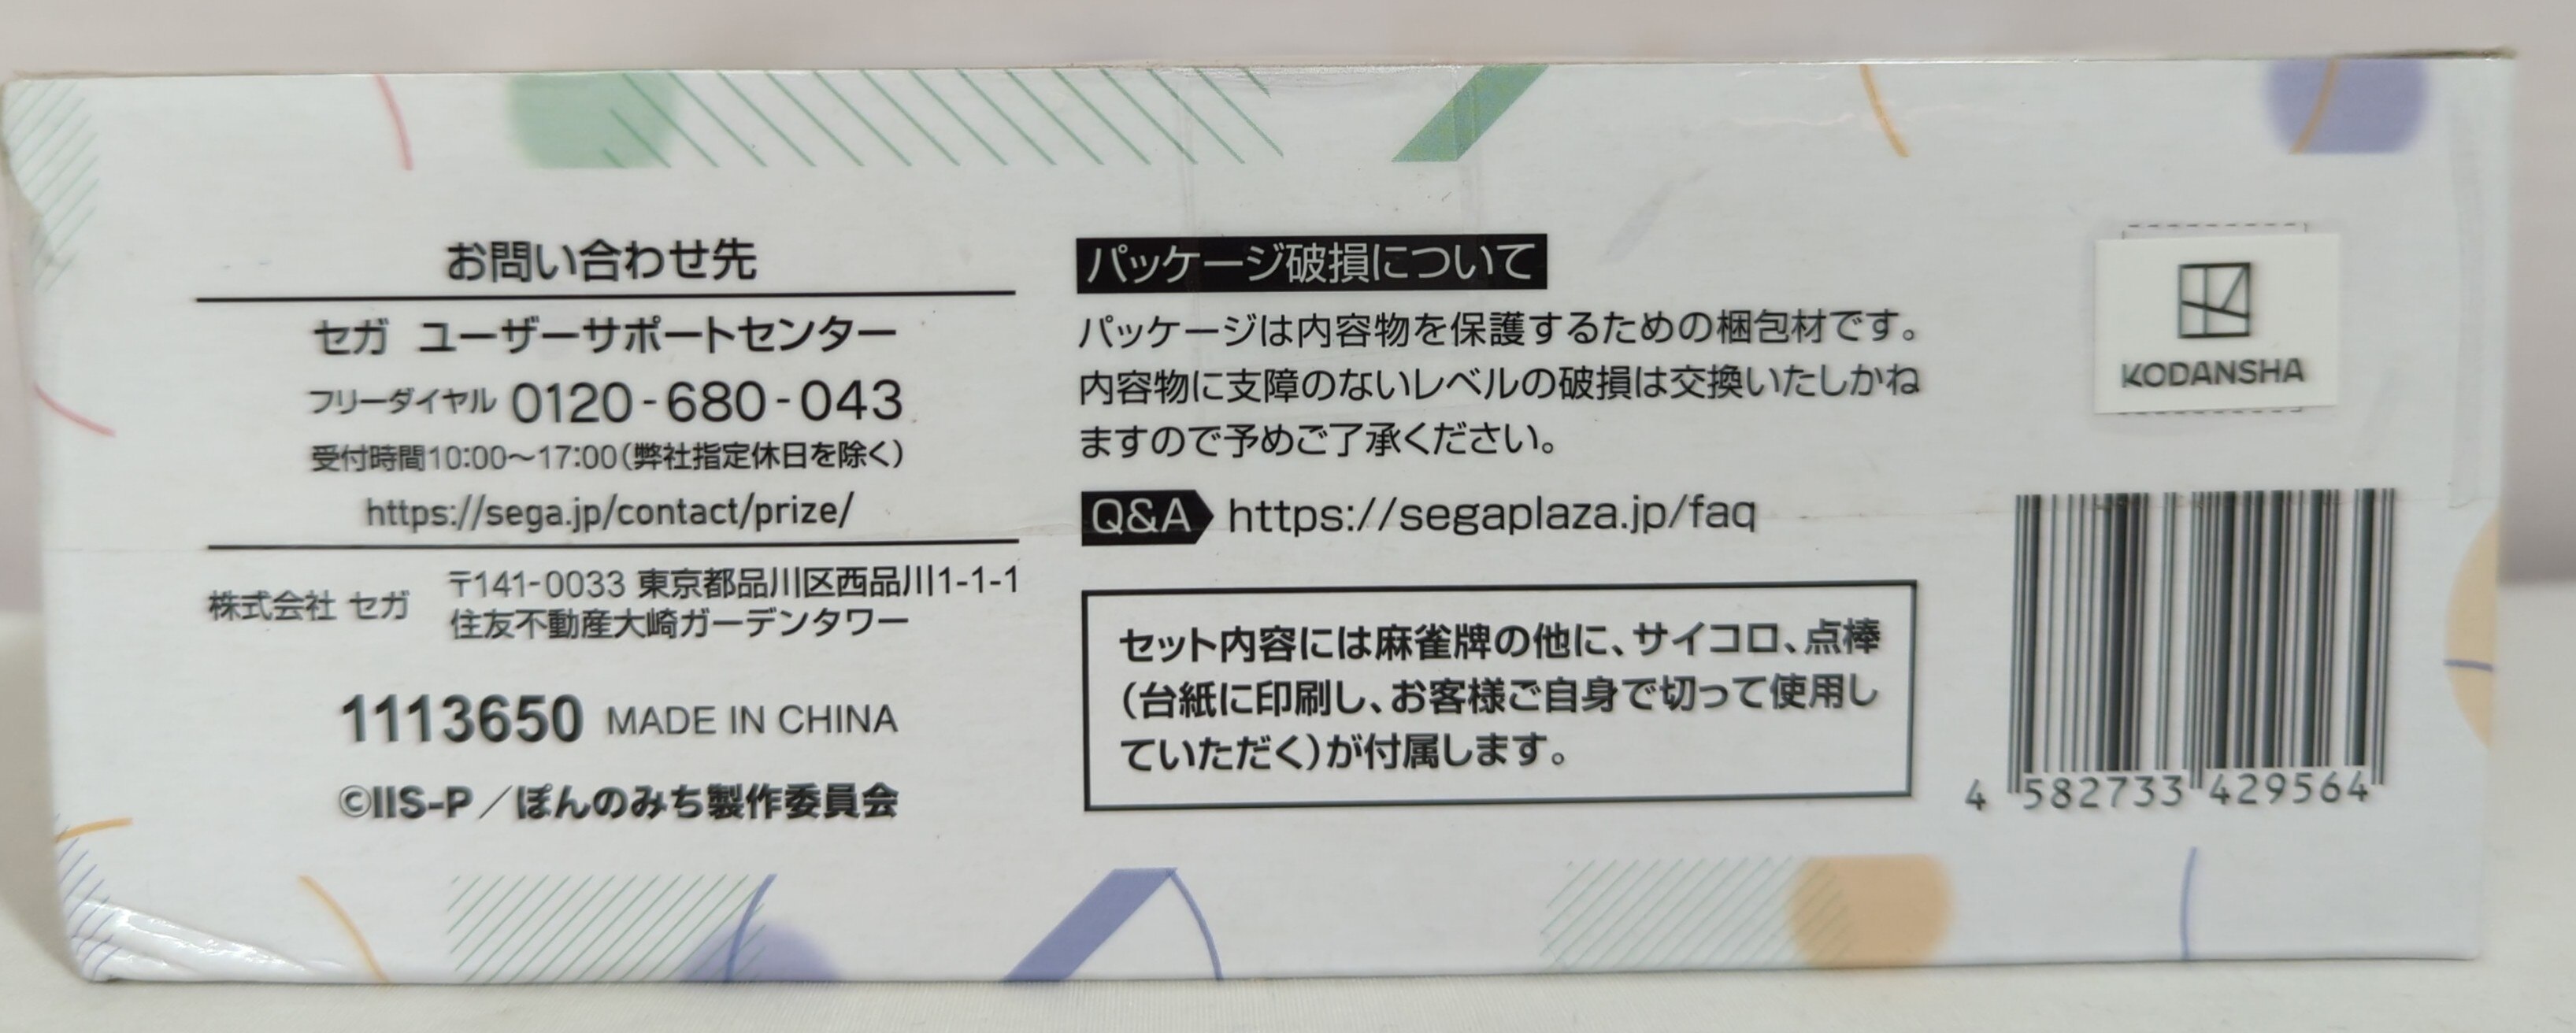 お問い合わせ先
セガ ユーザーサポートセンター
フリーダイヤル 0120-680-043
受付時間10:00〜17:00(弊社指定休日を除く)
https://sega.jp/contact/prize/
株式会社 セガ
〒141-0033 東京都品川区西品川1-1-1
住友不動産大崎ガーデンタワー
1113650 MADE IN CHINA
©IIS-P/ぽんのみち製作委員会
パッケージ破損について
パッケージは内容物を保護するための梱包材です。
内容物に支障のないレベルの破損は交換いたしかね
ますので予めご了承ください。
Q&A https://segaplaza.jp/faq
セット内容には麻雀牌の他に、サイコロ、点棒
(台紙に印刷し、お客様ご自身で切って使用し
ていただく)が付属します。
KODANSHA
4 582733 429564